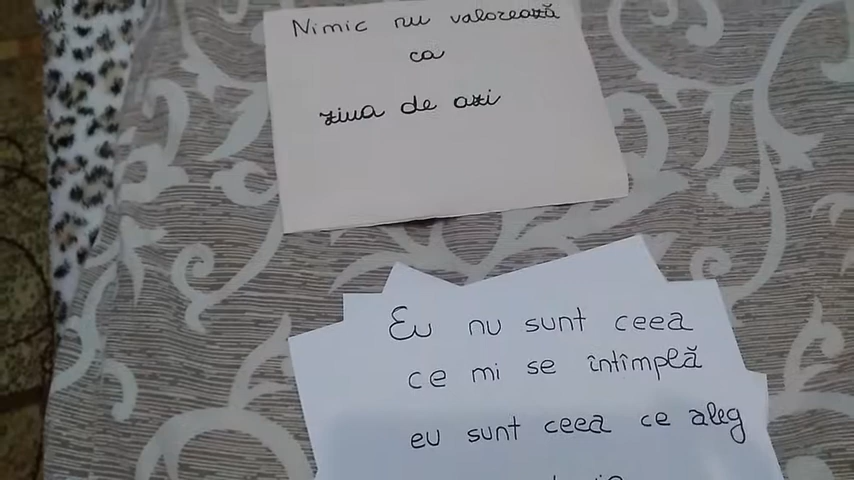 Nimic nu valorează
ca
ziua de azi
Eu nu sunt ceea
ce mi se întîmplă
eu sunt ceea ce aleg